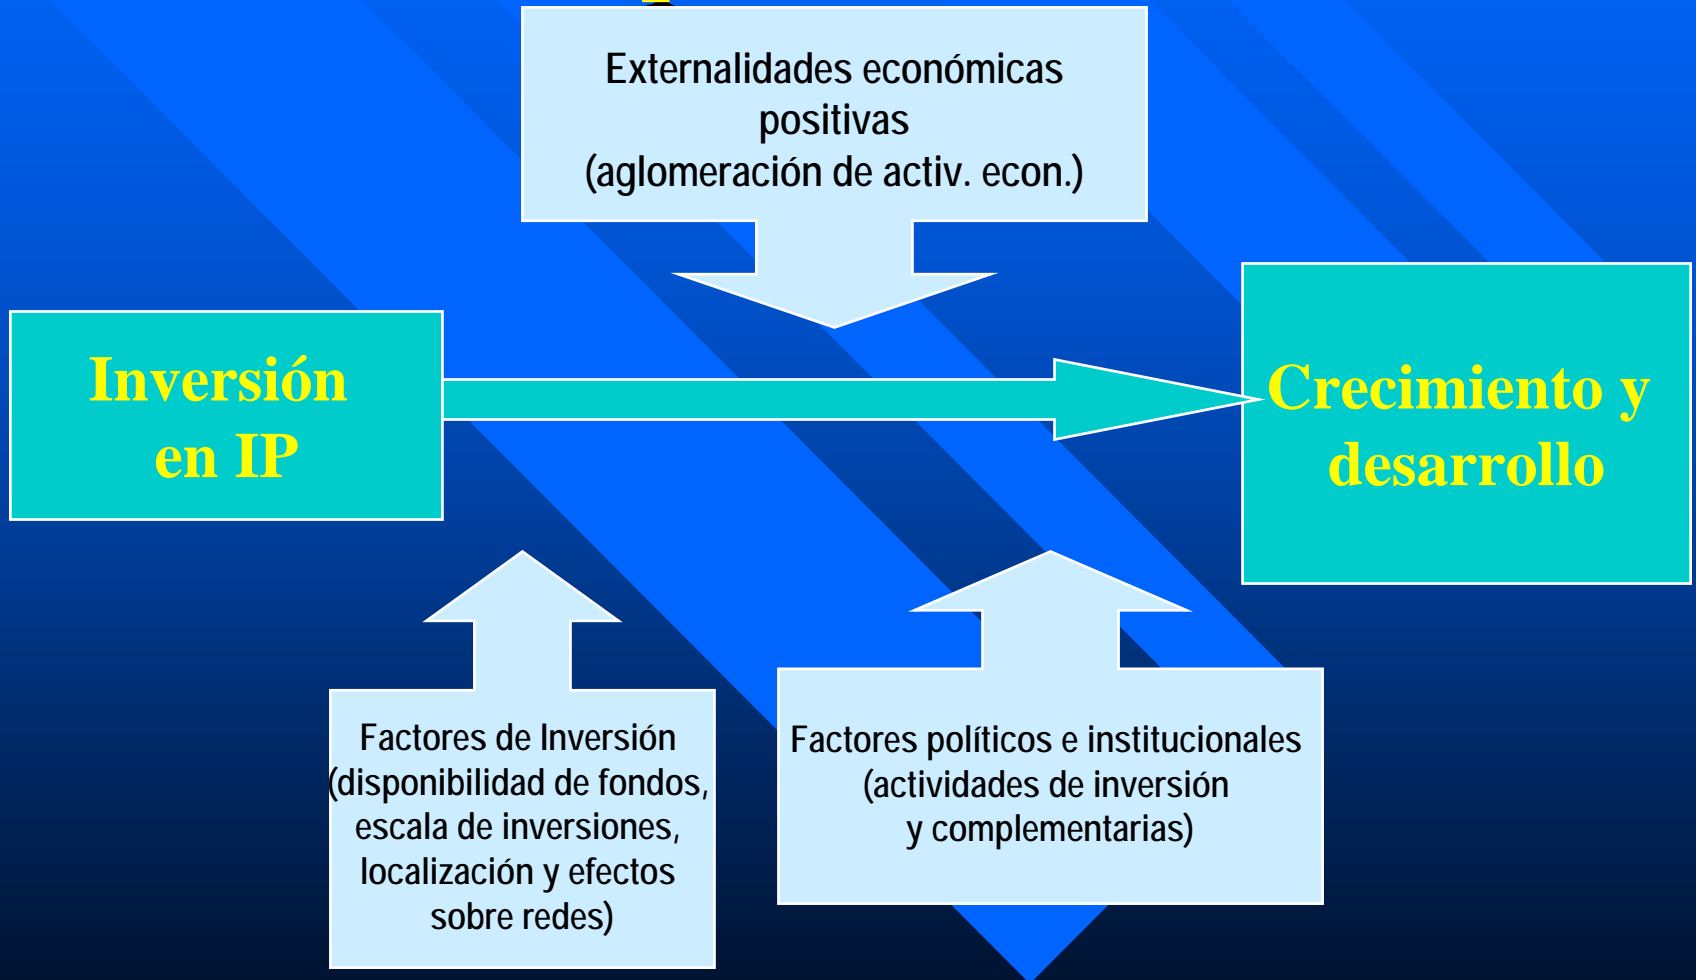 Externalidades económicas
positivas
(aglomeración de activ. econ.)
Inversión
en IP
Crecimiento y
desarrollo
Factores de Inversión
(disponibilidad de fondos,
escala de inversiones,
localización y efectos
sobre redes)
Factores políticos e institucionales
(actividades de inversión
y complementarias)